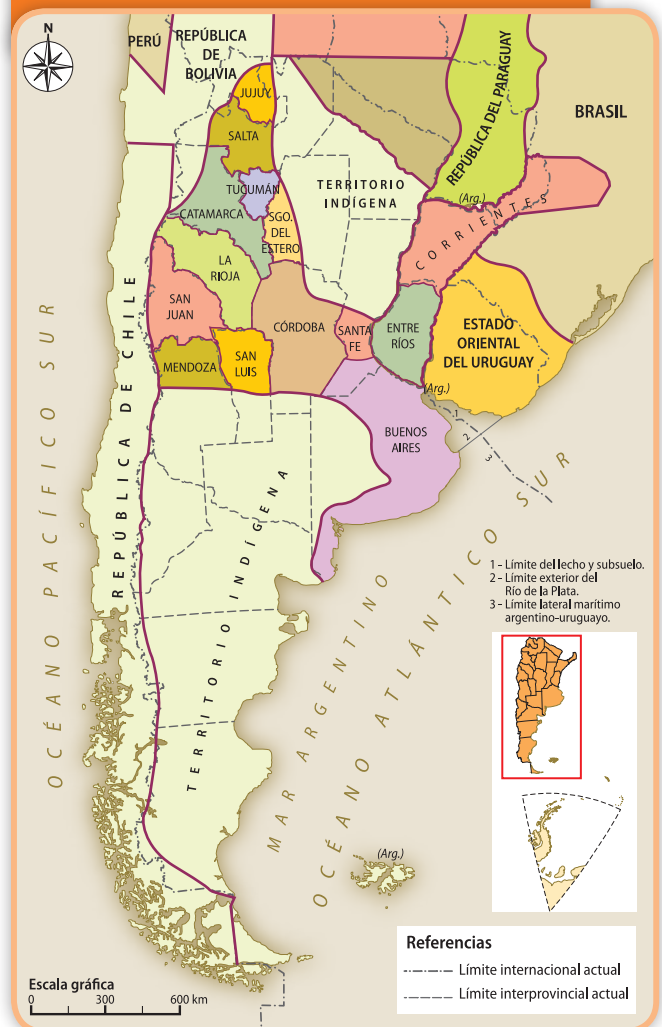 N
PERÚ
REPÚBLICA
DE
BOLIVIA
JUJUY
SALTA
TUCUMÁN
CATAMARCA
SGO.
DEL
ESTERO
LA
RIOJA
SAN
JUAN
CÓRDOBA
SANTA
FE
ENTRE
RÍOS
MENDOZA
SAN
LUIS
BUENOS
AIRES
TERRITORIO
INDÍGENA
REPÚBLICA DEL PARAGUAY
(Arg.)
BRASIL
CORRIENTES
ESTADO
ORIENTAL
DEL URUGUAY
(Arg.)
1
2
3
REPÚBLICA DE CHILE
TERRITORIO INDÍGENA
OCÉANO PACÍFICO SUR
MAR ARGENTINO
OCÉANO ATLÁNTICO SUR
1 - Límite del lecho y subsuelo.
2 - Límite exterior del
Río de la Plata.
3 - Límite lateral marítimo
argentino-uruguayo.
(Arg.)
Referencias
Límite internacional actual
Límite interprovincial actual
Escala gráfica
0 300 600 km